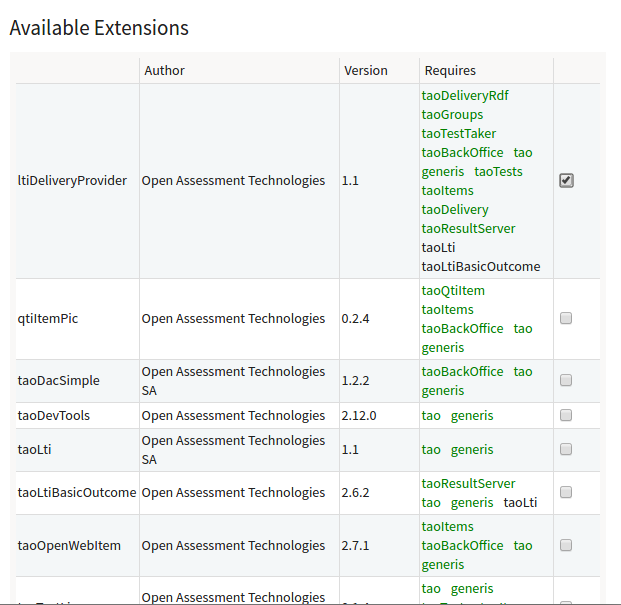 Available Extensions
Author Version Requires
ltiDeliveryProvider Open Assessment Technologies 1.1 taoDeliveryRdf
taoGroups
taoTestTaker
taoBackOffice tao
generis taoTests
taoItems
taoDelivery
taoResultServer
taoLti
taoLtiBasicOutcome
qtiItemPic Open Assessment Technologies 0.2.4 taoQtiItem
taoItems
taoBackOffice tao
generis
taoDacSimple Open Assessment Technologies
SA 1.2.2 taoBackOffice tao
generis
taoDevTools Open Assessment Technologies 2.12.0 tao generis
taoLti Open Assessment Technologies
SA 1.1 tao generis
taoLtiBasicOutcome Open Assessment Technologies 2.6.2 taoResultServer
tao generis taoLti
taoOpenWebItem Open Assessment Technologies 2.7.1 taoItems
taoBackOffice tao
generis
Open Assessment Technologies tao generis